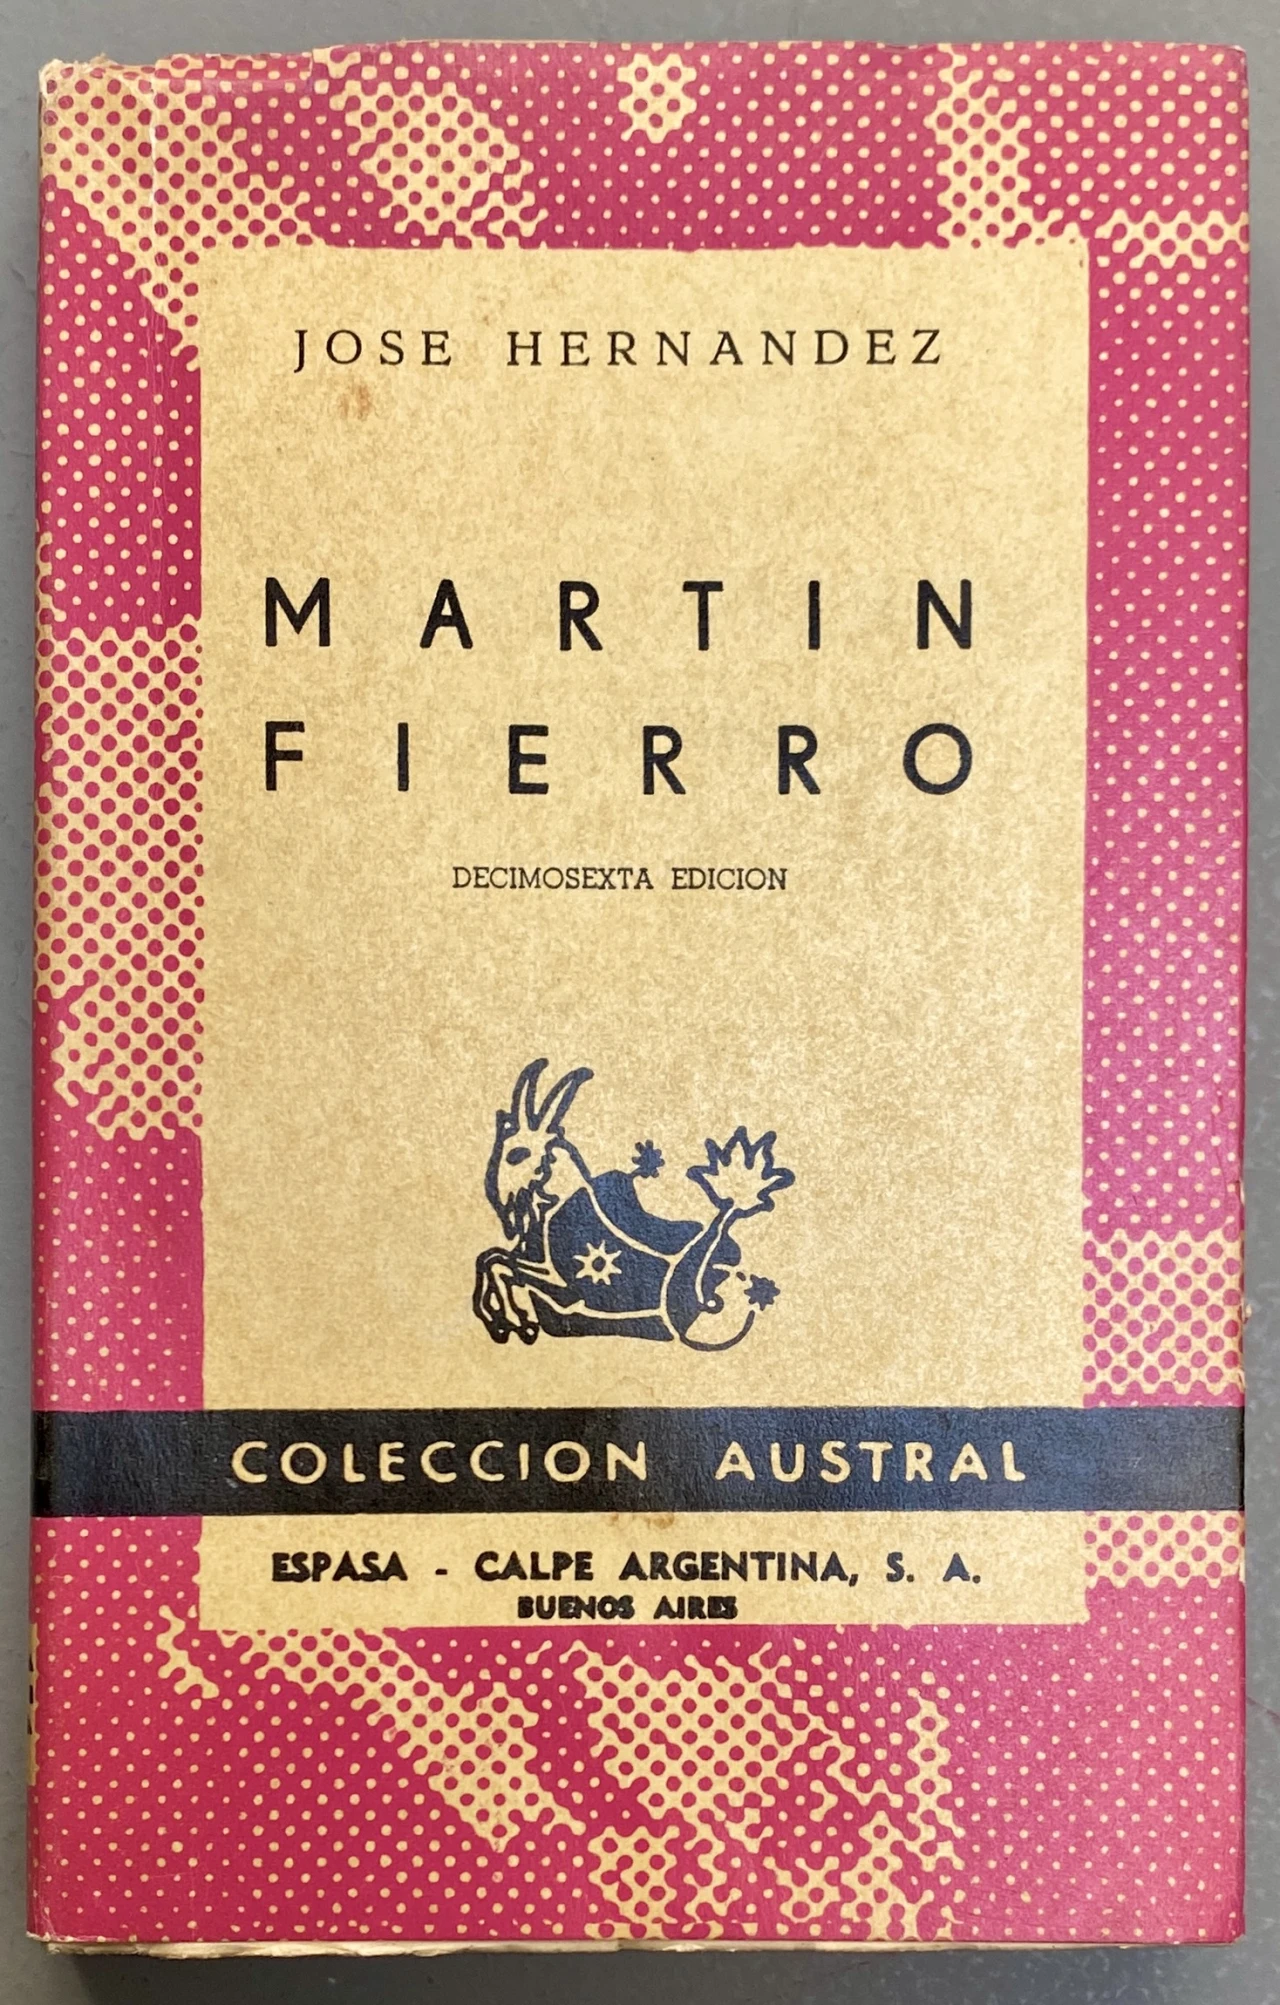 JOSE HERNANDEZ
MARTIN
FIERRO
DECIMOSEXTA EDICION
COLECCION AUSTRAL
ESPASA - CALPE ARGENTINA, S. A.
BUENOS AIRES